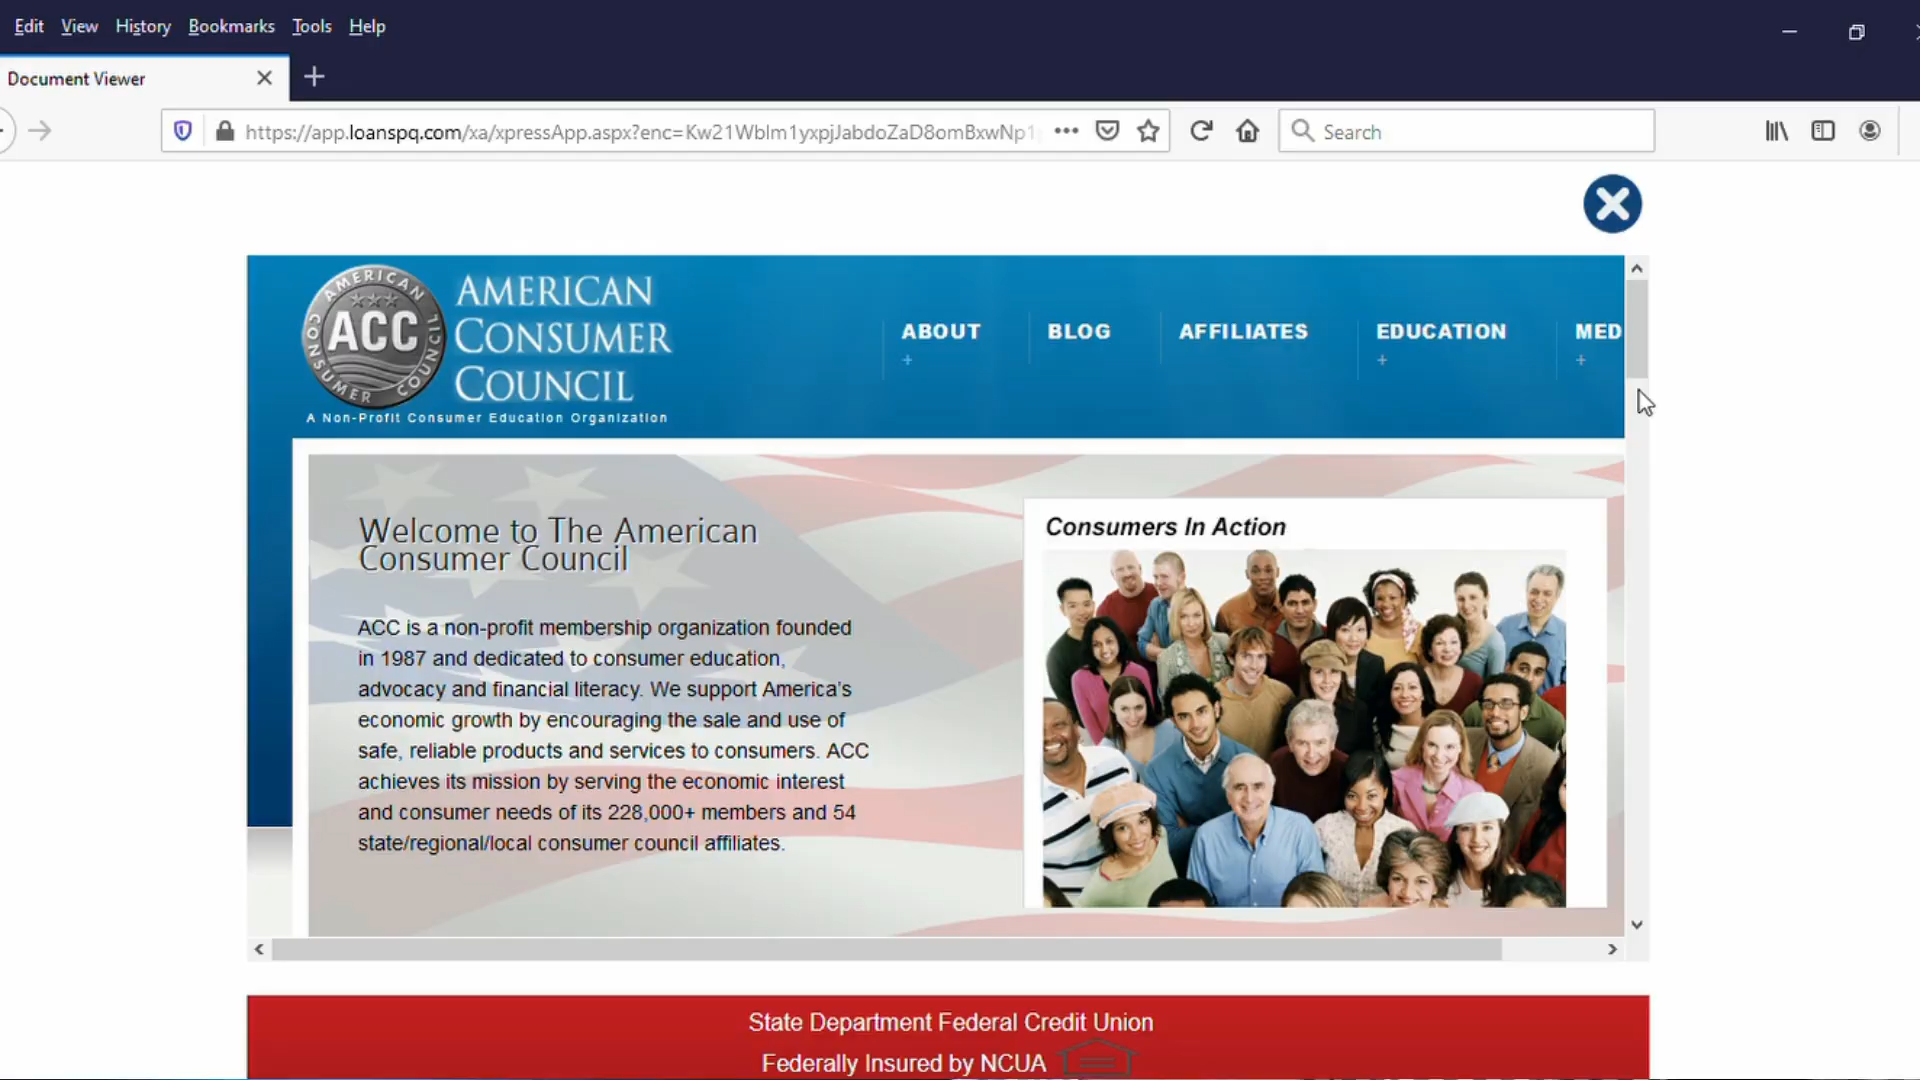 Edit View History Bookmarks Tools Help
Document Viewer
https://app.loanspq.com/xa/xpressApp.aspx?enc=Kw21Wblm1yxpjJabdoZaD8omBxwNp1
Search
AMERICAN CONSUMER COUNCIL
ACC
AMERICAN
CONSUMER
COUNCIL
A Non-Profit Consumer Education Organization
ABOUT BLOG AFFILIATES EDUCATION MED
+ + +
Welcome to The American
Consumer Council
ACC is a non-profit membership organization founded
in 1987 and dedicated to consumer education,
advocacy and financial literacy. We support America's
economic growth by encouraging the sale and use of
safe, reliable products and services to consumers. ACC
achieves its mission by serving the economic interest
and consumer needs of its 228,000+ members and 54
state/regional/local consumer council affiliates.
Consumers In Action
State Department Federal Credit Union
Federally Insured by NCUA